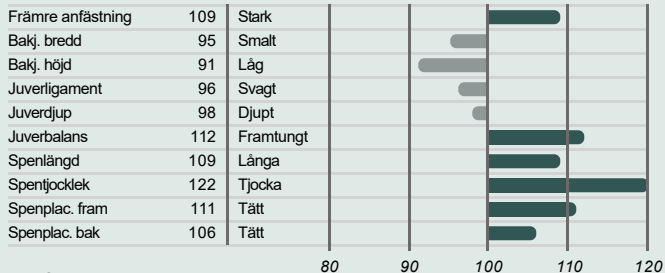 Främre anfästning 109 Stark
Bakj. bredd 95 Smalt
Bakj. höjd 91 Låg
Juverligament 96 Svagt
Juverdjup 98 Djupt
Juverbalans 112 Framtungt
Spenlängd 109 Långa
Spentjocklek 122 Tjocka
Spenplac. fram 111 Tätt
Spenplac. bak 106 Tätt
80 90 100 110 120